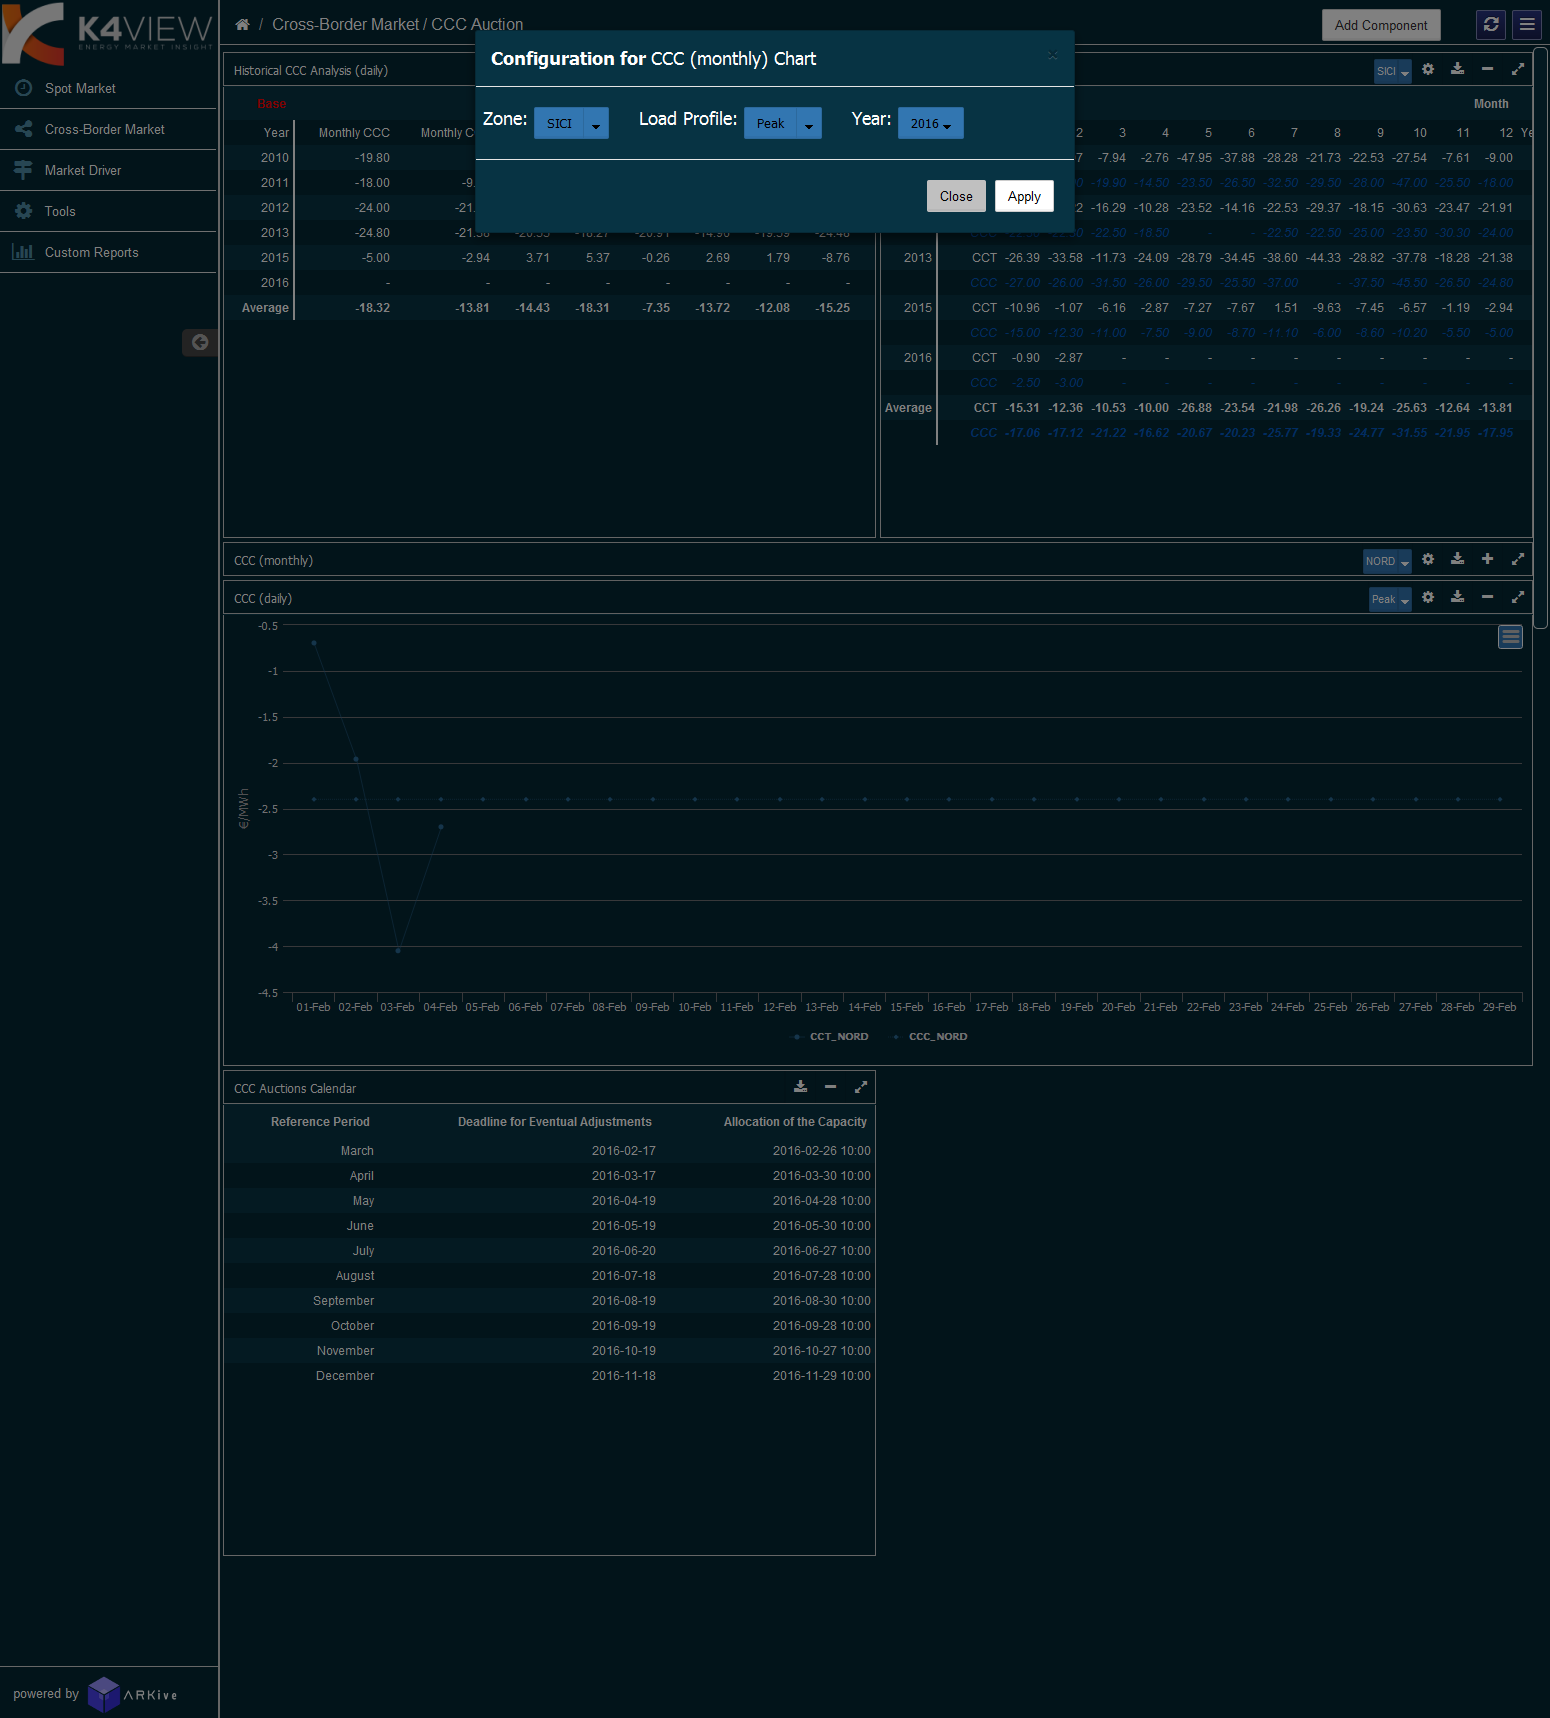 K4VIEW
ENERGY MARKET INSIGHT
/ Cross-Border Market / CCC Auction
Add Component
Spot Market
Cross-Border Market
Market Driver
Tools
Custom Reports
Configuration for CCC (monthly) Chart
Zone: SICI Load Profile: Peak Year: 2016
Close Apply
Historical CCC Analysis (daily)
Base
Year Monthly CCC
2010 -19.80
2011 -18.00
2012 -24.00
2013 -24.80
2015 -5.00 -2.94 3.71 5.37 -0.26 2.69 1.79 -8.76
2016 - - - - - - - -
Average -18.32 -13.81 -14.43 -18.31 -7.35 -13.72 -12.08 -15.25
SICI
Month
2 3 4 5 6 7 8 9 10 11 12
-7.94 -2.76 -47.95 -37.88 -28.28 -21.73 -22.53 -27.54 -7.61 -9.00
-19.90 -14.50 -23.50 -26.50 -32.50 -29.50 -28.00 -47.00 -25.50 -18.00
-16.29 -10.28 -23.52 -14.16 -22.53 -29.37 -18.15 -30.63 -23.47 -21.91
CCC -22.50 -22.50 -22.50 -18.50 - - -22.50 -22.50 -25.00 -23.50 -30.30 -24.00
2013 CCT -26.39 -33.58 -11.73 -24.09 -28.79 -34.45 -38.60 -44.33 -28.82 -37.78 -18.28 -21.38
CCC -27.00 -26.00 -31.50 -26.00 -29.50 -25.50 -37.00 - -37.50 -45.50 -26.50 -24.80
2015 CCT -10.96 -1.07 -6.16 -2.87 -7.27 -7.67 1.51 -9.63 -7.45 -6.57 -1.19 -2.94
CCC -15.00 -12.30 -11.00 -7.50 -9.00 -8.70 -11.10 -6.00 -8.60 -10.20 -5.50 -5.00
2016 CCT -0.90 -2.87 - - - - - - - - - -
CCC -2.50 -3.00 - - - - - - - - - -
Average CCT -15.31 -12.36 -10.53 -10.00 -26.88 -23.54 -21.98 -26.26 -19.24 -25.63 -12.64 -13.81
CCC -17.06 -17.12 -21.22 -16.62 -20.67 -20.23 -25.77 -19.33 -24.77 -31.55 -21.95 -17.95
CCC (monthly) NORD
CCC (daily) Peak
-0.5
-1
-1.5
-2
-2.5
-3
-3.5
-4
-4.5
€/MWh
01-Feb 02-Feb 03-Feb 04-Feb 05-Feb 06-Feb 07-Feb 08-Feb 09-Feb 10-Feb 11-Feb 12-Feb 13-Feb 14-Feb 15-Feb 16-Feb 17-Feb 18-Feb 19-Feb 20-Feb 21-Feb 22-Feb 23-Feb 24-Feb 25-Feb 26-Feb 27-Feb 28-Feb 29-Feb
CCT_NORD CCC_NORD
CCC Auctions Calendar
Reference Period Deadline for Eventual Adjustments Allocation of the Capacity
March 2016-02-17 2016-02-26 10:00
April 2016-03-17 2016-03-30 10:00
May 2016-04-19 2016-04-28 10:00
June 2016-05-19 2016-05-30 10:00
July 2016-06-20 2016-06-27 10:00
August 2016-07-18 2016-07-28 10:00
September 2016-08-19 2016-08-30 10:00
October 2016-09-19 2016-09-28 10:00
November 2016-10-19 2016-10-27 10:00
December 2016-11-18 2016-11-29 10:00
powered by ARKive